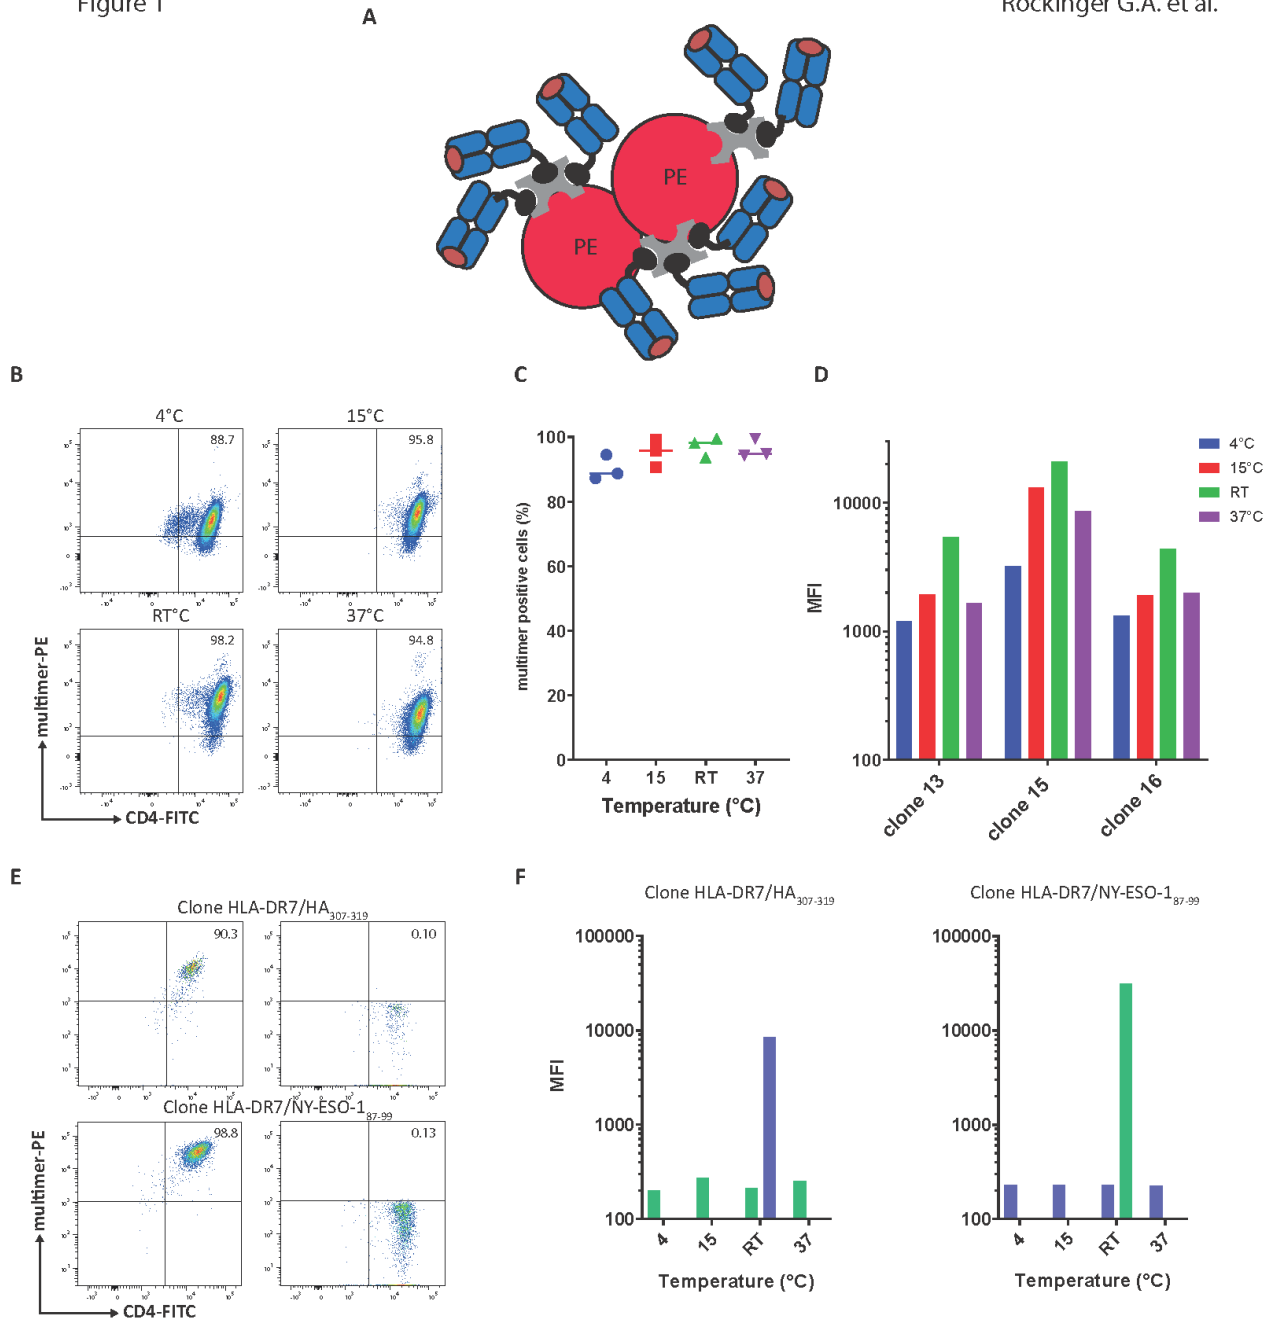 Figure 1
Rockinger G.A. et al.
A
PE
PE
B
4°C
15°C
88.7
95.8
RT°C
37°C
98.2
94.8
multimer-PE
CD4-FITC
C
multimer positive cells (%)
100
80
60
40
20
0
4 15 RT 37
Temperature (°C)
D
MFI
10000
1000
100
clone 13
clone 15
clone 16
4°C
15°C
RT
37°C
E
Clone HLA-DR7/HA307-319
90.3
0.10
Clone HLA-DR7/NY-ESO-187-99
98.8
0.13
multimer-PE
CD4-FITC
F
Clone HLA-DR7/HA307-319
MFI
100000
10000
1000
100
4 15 RT 37
Temperature (°C)
Clone HLA-DR7/NY-ESO-187-99
100000
10000
1000
100
4 15 RT 37
Temperature (°C)